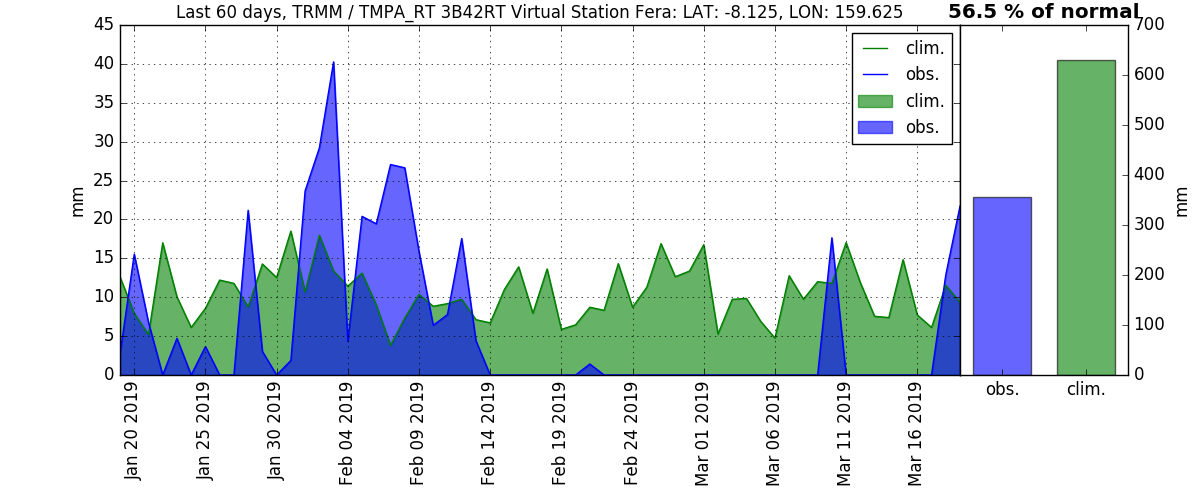 Last 60 days, TRMM / TMPA_RT 3B42RT Virtual Station Fera: LAT: -8.125, LON: 159.625
56.5 % of normal
45
40
35
30
25
20
15
10
5
0
mm
clim.
obs.
clim.
obs.
700
600
500
400
300
200
100
0
mm
obs.
clim.
Jan 20 2019
Jan 25 2019
Jan 30 2019
Feb 04 2019
Feb 09 2019
Feb 14 2019
Feb 19 2019
Feb 24 2019
Mar 01 2019
Mar 06 2019
Mar 11 2019
Mar 16 2019